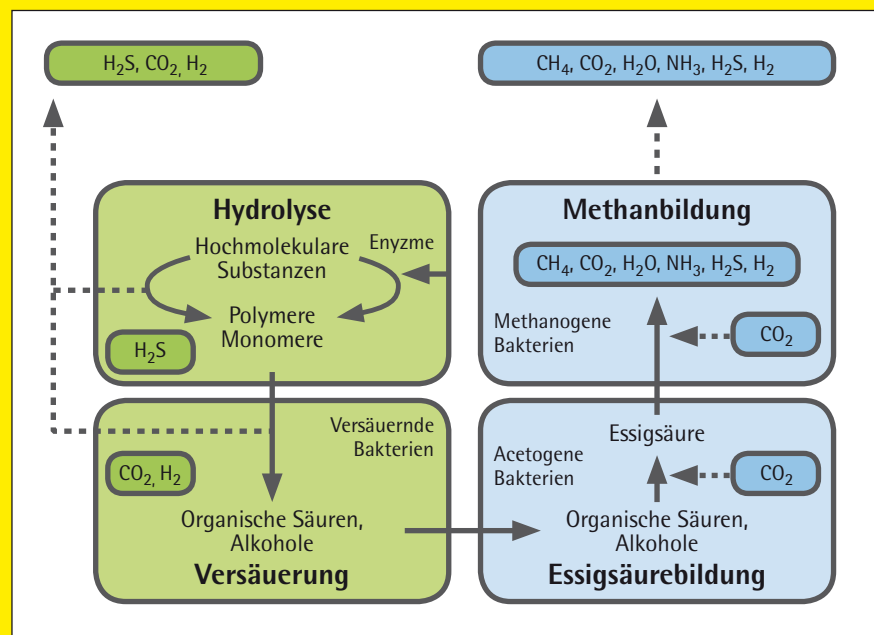 H₂S, CO₂, H₂
CH₄, CO₂, H₂O, NH₃, H₂S, H₂
Hydrolyse
Hochmolekulare
Substanzen
Enyzme
Polymere
Monomere
H₂S
Versäuernde
Bakterien
CO₂, H₂
Organische Säuren,
Alkohole
Versäuerung
Methanbildung
CH₄, CO₂, H₂O, NH₃, H₂S, H₂
Methanogene
Bakterien
CO₂
Essigsäure
Acetogene
Bakterien
CO₂
Organische Säuren,
Alkohole
Essigsäurebildung